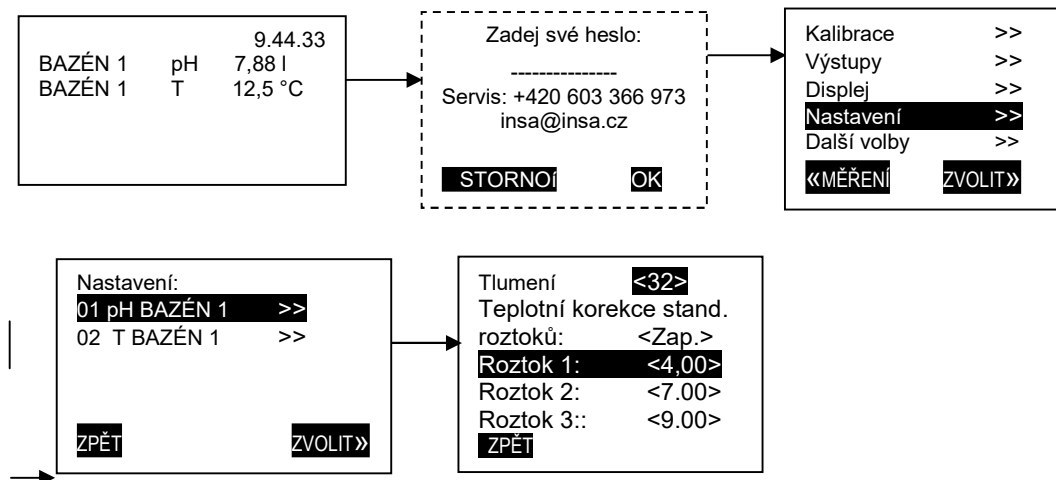 9.44.33
BAZÉN 1 pH 7,88 l
BAZÉN 1 T 12,5 °C
Zadej své heslo:
----------------
Servis: +420 603 366 973
insa@insa.cz
STORNOí OK
Kalibrace >>
Výstupy >>
Displej >>
Nastavení >>
Další volby >>
«MĚŘENÍ ZVOLIT»
Nastavení:
01 pH BAZÉN 1 >>
02 T BAZÉN 1 >>
ZPĚT ZVOLIT»
Tlumení <32>
Teplotní korekce stand.
roztoků: <Zap.>
Roztok 1: <4,00>
Roztok 2: <7.00>
Roztok 3:: <9.00>
ZPĚT